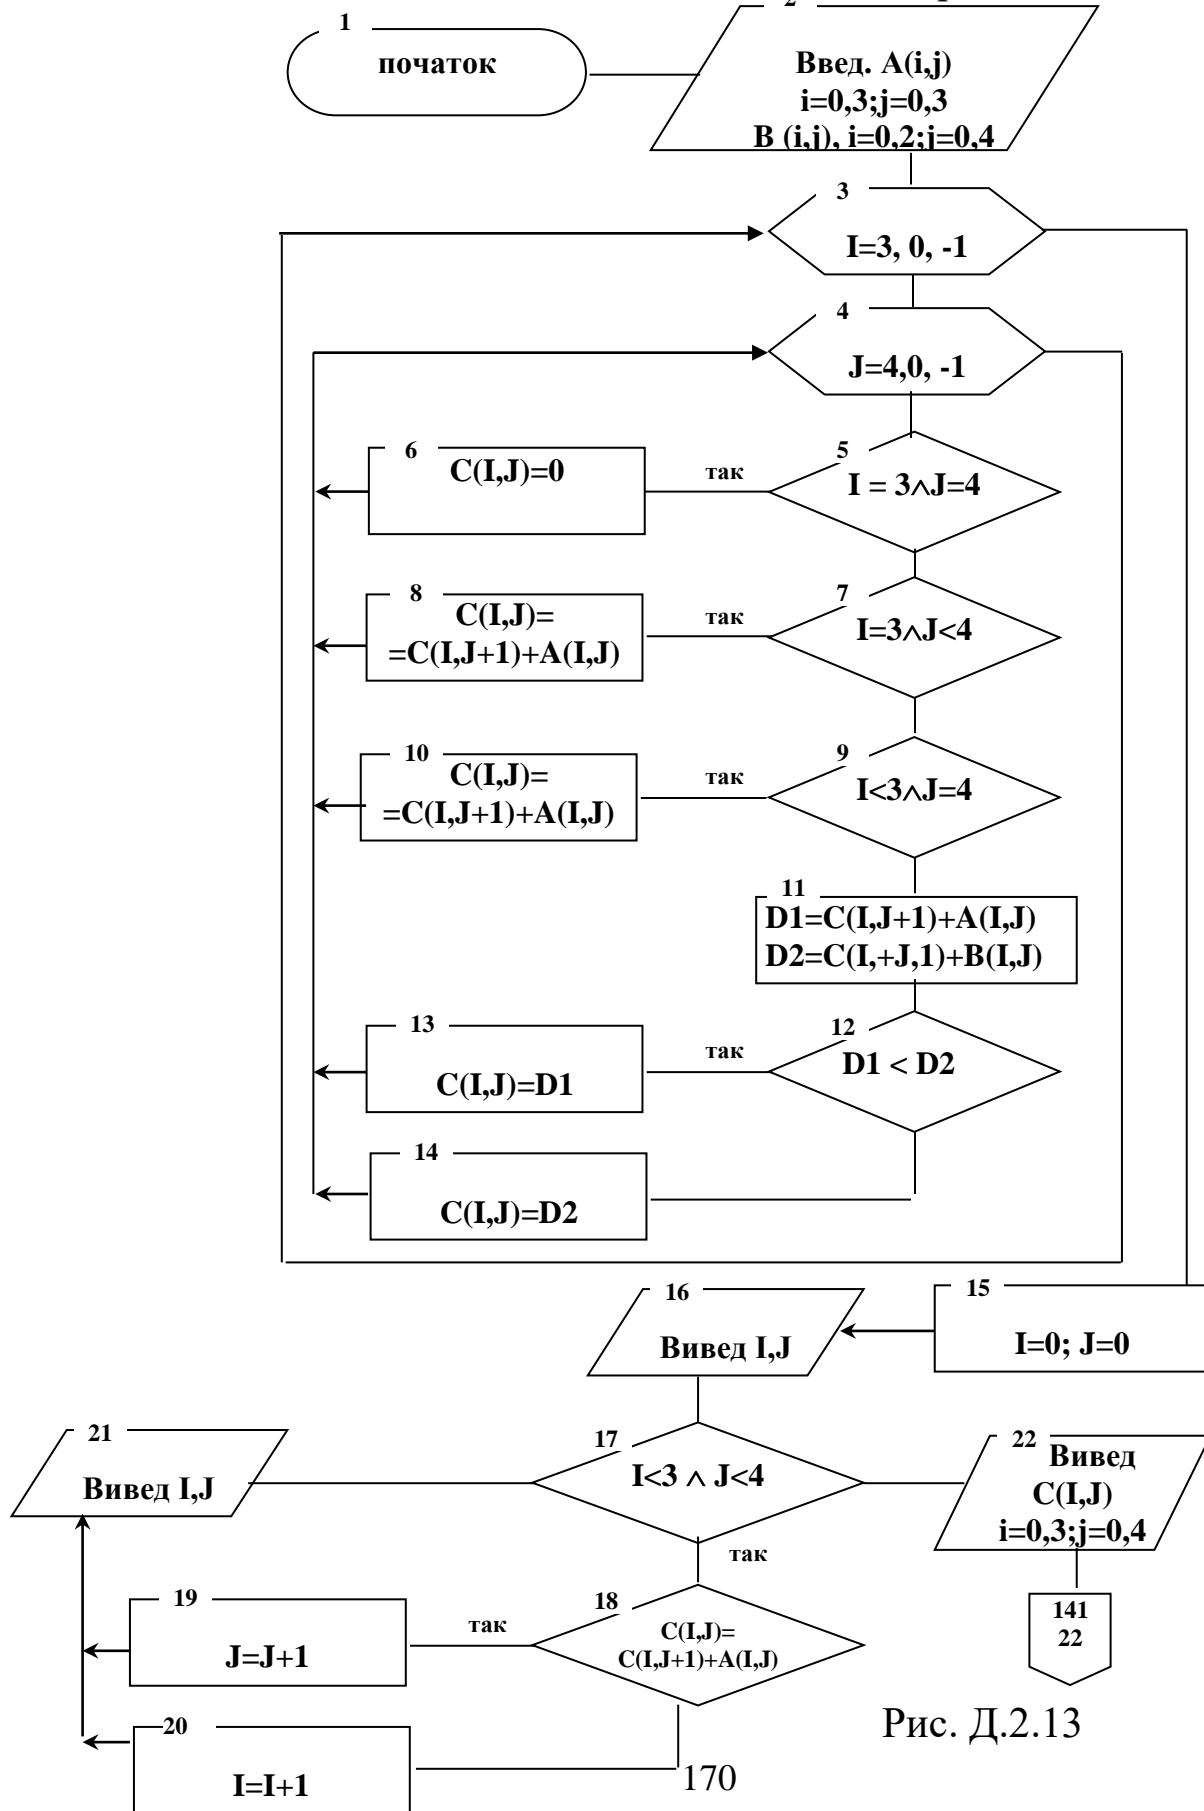 1
початок
2
Введ. A(i,j)
i=0,3;j=0,3
B (i,j), i=0,2;j=0,4
3
I=3, 0, -1
4
J=4,0, -1
5
I = 3∧J=4
так
6
C(I,J)=0
7
I=3∧J<4
так
8
C(I,J)=
=C(I,J+1)+A(I,J)
9
I<3∧J=4
так
10
C(I,J)=
=C(I,J+1)+A(I,J)
11
D1=C(I,J+1)+A(I,J)
D2=C(I,+J,1)+B(I,J)
12
D1 < D2
так
13
C(I,J)=D1
14
C(I,J)=D2
15
I=0; J=0
16
Вивед I,J
17
I<3 ∧ J<4
так
21
Вивед I,J
22
Вивед
C(I,J)
i=0,3;j=0,4
141
22
18
C(I,J)=
C(I,J+1)+A(I,J)
так
19
J=J+1
20
I=I+1
Рис. Д.2.13
170